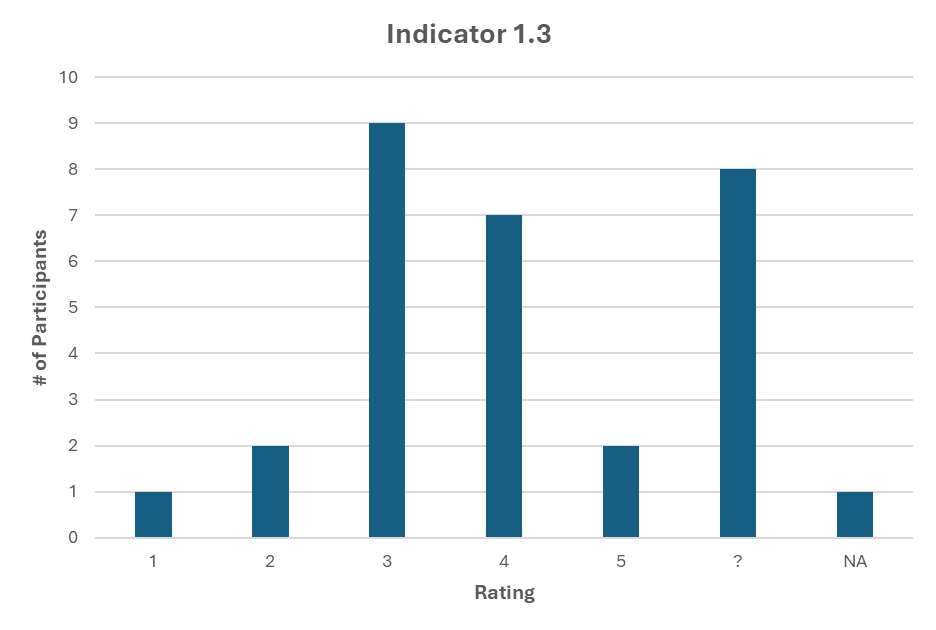 Indicator 1.3
10
9
8
7
6
5
4
3
2
1
0
# of Participants
1 2 3 4 5 ? NA
Rating